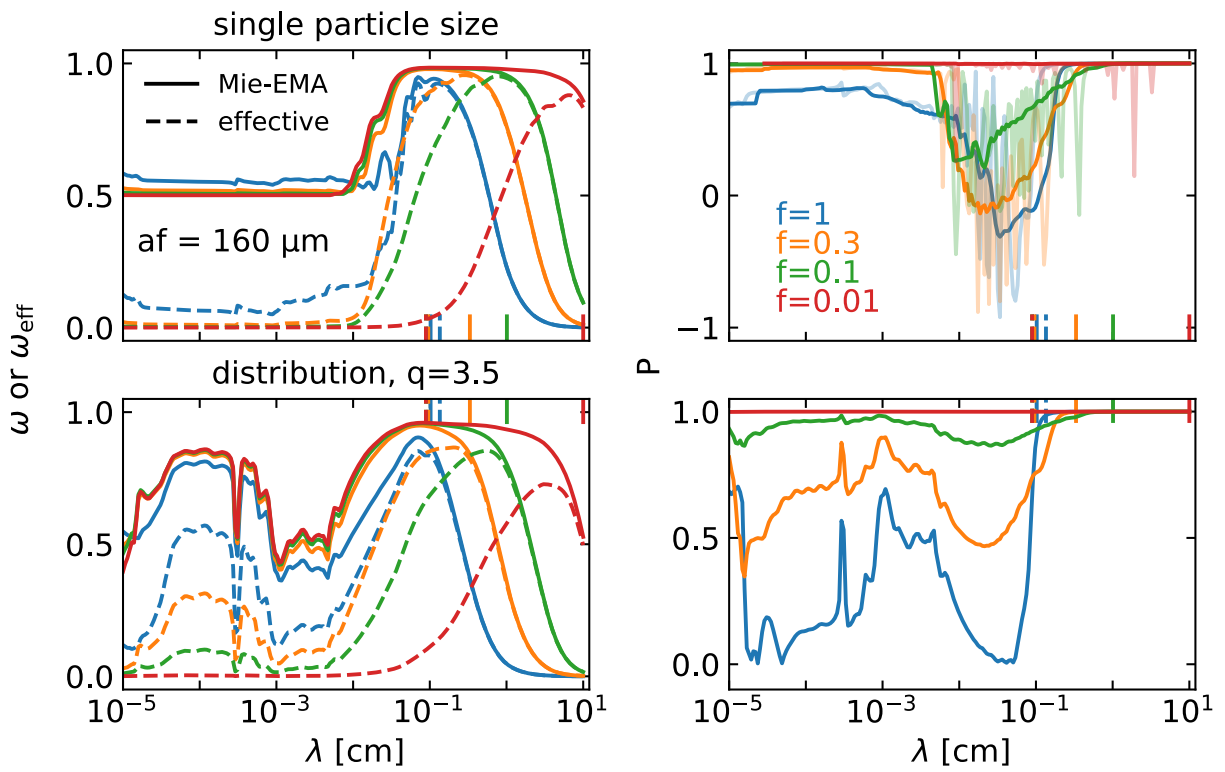 single particle size
1.0
0.5
0.0
Mie-EMA
effective
af = 160 μm
1
0
−1
f=1
f=0.3
f=0.1
f=0.01
ω or ω_eff
P
distribution, q=3.5
1.0
0.5
0.0
10⁻⁵
10⁻³
10⁻¹
10¹
λ [cm]
1.0
0.5
0.0
10⁻⁵
10⁻³
10⁻¹
10¹
λ [cm]